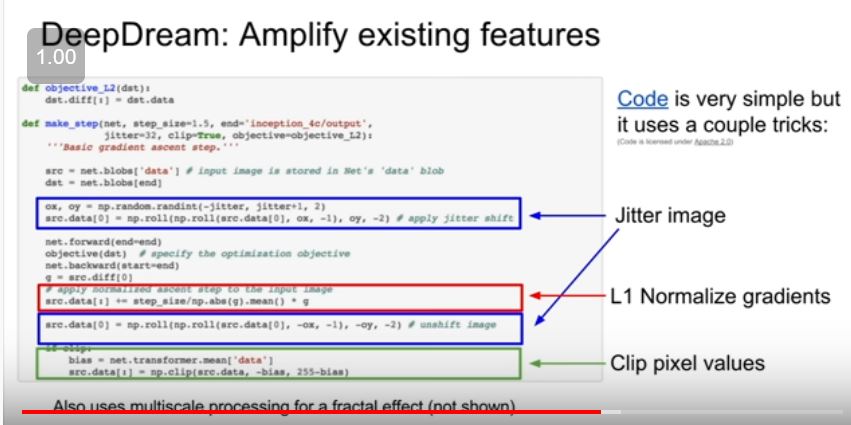 DeepDream: Amplify existing features
1.00
def objective_L2(dst):
dst.diff[:] = dst.data
def make_step(net, step_size=1.5, end='inception_4c/output',
jitter=32, clip=True, objective=objective_L2):
'''Basic gradient ascent step.'''
src = net.blobs['data'] # input image is stored in Net's 'data' blob
dst = net.blobs[end]
ox, oy = np.random.randint(-jitter, jitter+1, 2)
src.data[0] = np.roll(np.roll(src.data[0], ox, -1), oy, -2) # apply jitter shift
net.forward(end=end)
objective(dst) # specify the optimization objective
net.backward(start=end)
g = src.diff[0]
# apply normalized ascent step to the input image
src.data[:] += step_size/np.abs(g).mean() * g
src.data[0] = np.roll(np.roll(src.data[0], -ox, -1), -oy, -2) # unshift image
if clip:
bias = net.transformer.mean['data']
src.data[:] = np.clip(src.data, -bias, 255-bias)
Code is very simple but
it uses a couple tricks:
(Code is licensed under Apache 2.0)
Jitter image
L1 Normalize gradients
Clip pixel values
Also uses multiscale processing for a fractal effect (not shown)